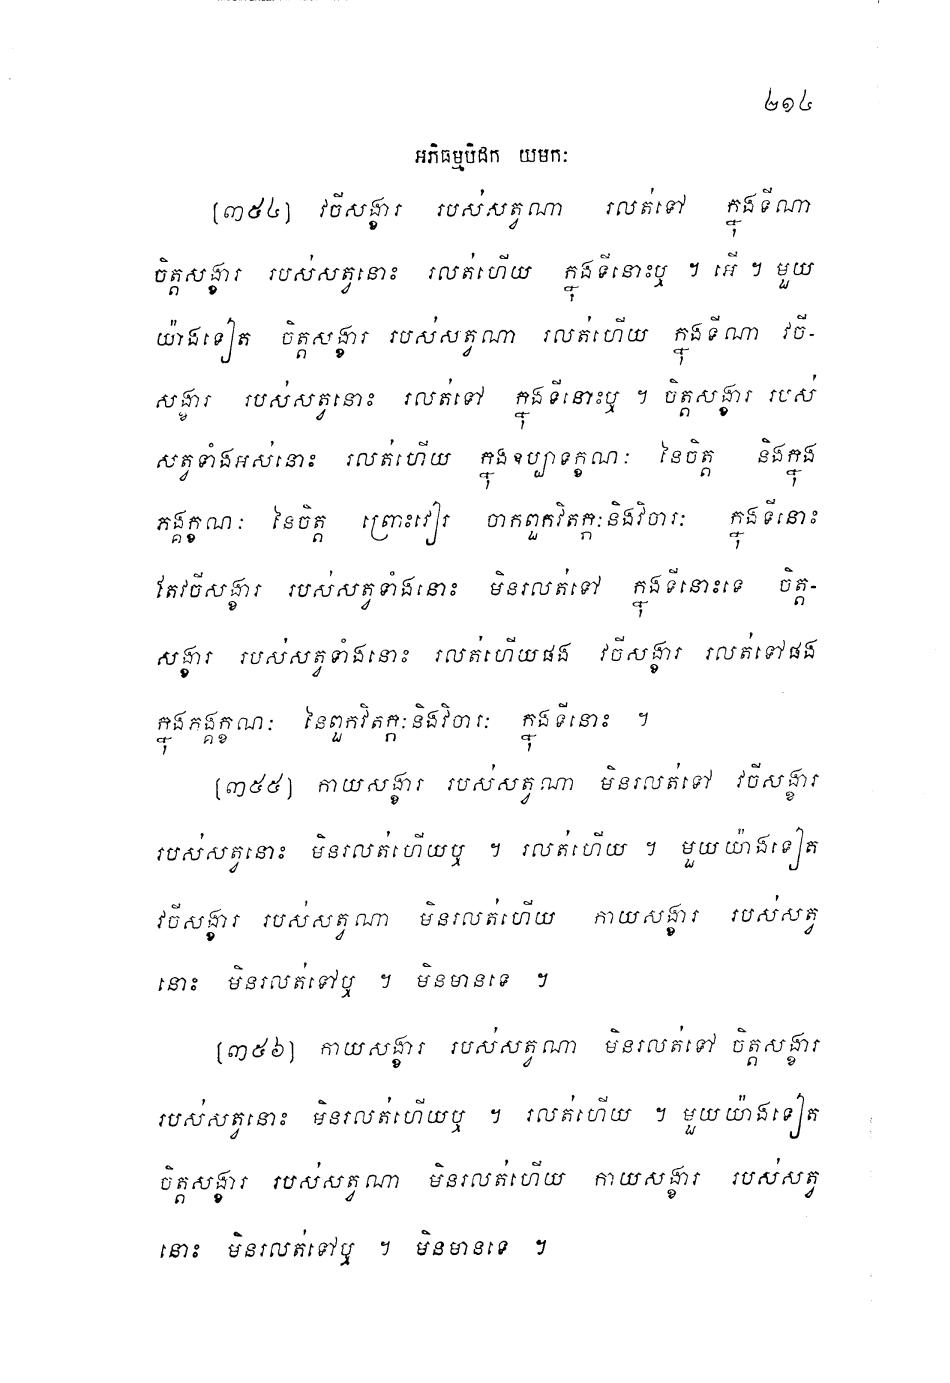 ២១៤
អភិធម្មបិដក យមកៈ
(៣៥៤) វចីសង្ខារ របស់សត្វណា រលត់ទៅ ក្នុងទីណា
ចិត្តសង្ខារ របស់សត្វនោះ រលត់ហើយ ក្នុងទីនោះឬ ។ អើ ។ មួយ
យ៉ាងទៀត ចិត្តសង្ខារ របស់សត្វណា រលត់ហើយ ក្នុងទីណា វចី-
សង្ខារ របស់សត្វនោះ រលត់ទៅ ក្នុងទីនោះឬ ។ ចិត្តសង្ខារ របស់
សត្វទាំងអស់នោះ រលត់ហើយ ក្នុងឧប្បាទក្ខណៈ នៃចិត្ត និងក្នុង
ភង្គក្ខណៈ នៃចិត្ត ព្រោះវៀរ ចាកពួកវិតក្កៈនិងវិចារៈ ក្នុងទីនោះ
តែវចីសង្ខារ របស់សត្វទាំងនោះ មិនរលត់ទៅ ក្នុងទីនោះទេ ចិត្ត-
សង្ខារ របស់សត្វទាំងនោះ រលត់ហើយផង វចីសង្ខារ រលត់ទៅផង
ក្នុងភង្គក្ខណៈ នៃពួកវិតក្កៈនិងវិចារៈ ក្នុងទីនោះ ។
(៣៥៥) កាយសង្ខារ របស់សត្វណា មិនរលត់ទៅ វចីសង្ខារ
របស់សត្វនោះ មិនរលត់ហើយឬ ។ រលត់ហើយ ។ មួយយ៉ាងទៀត
វចីសង្ខារ របស់សត្វណា មិនរលត់ហើយ កាយសង្ខារ របស់សត្វ
នោះ មិនរលត់ទៅឬ ។ មិនមានទេ ។
(៣៥៦) កាយសង្ខារ របស់សត្វណា មិនរលត់ទៅ ចិត្តសង្ខារ
របស់សត្វនោះ មិនរលត់ហើយឬ ។ រលត់ហើយ ។ មួយយ៉ាងទៀត
ចិត្តសង្ខារ របស់សត្វណា មិនរលត់ហើយ កាយសង្ខារ របស់សត្វ
នោះ មិនរលត់ទៅឬ ។ មិនមានទេ ។